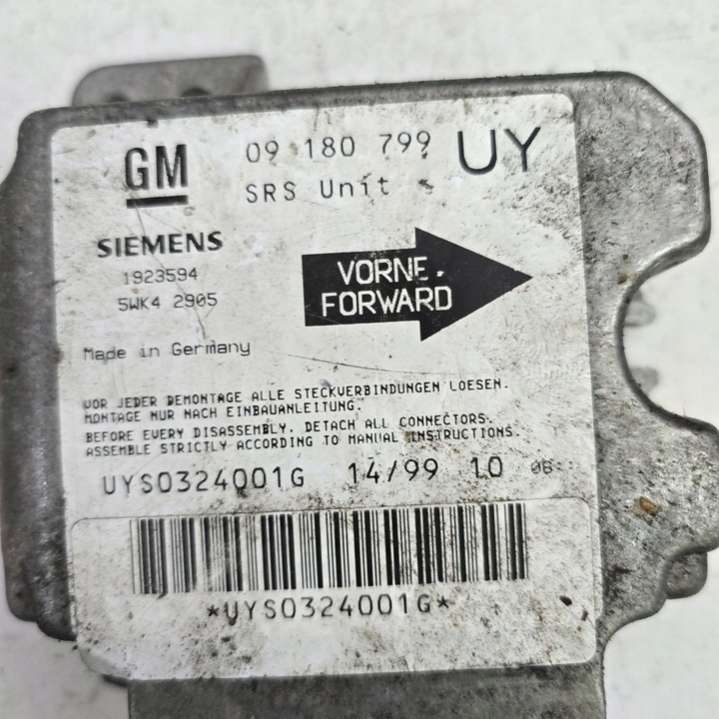 GM 09 180 799 UY
SRS Unit
SIEMENS
1923594
5WK4 2905
VORNE.
FORWARD
Made in Germany
VOR JEDER DEMONTAGE ALLE STECKVERBINDUNGEN LOESEN.
MONTAGE NUR NACH EINBAUANLEITUNG.
BEFORE EVERY DISASSEMBLY. DETACH ALL CONNECTORS.
ASSEMBLE STRICTLY ACCORDING TO MANUAL INSTRUCTIONS.
UYS0324001G 14/99 10
*UYS0324001G*